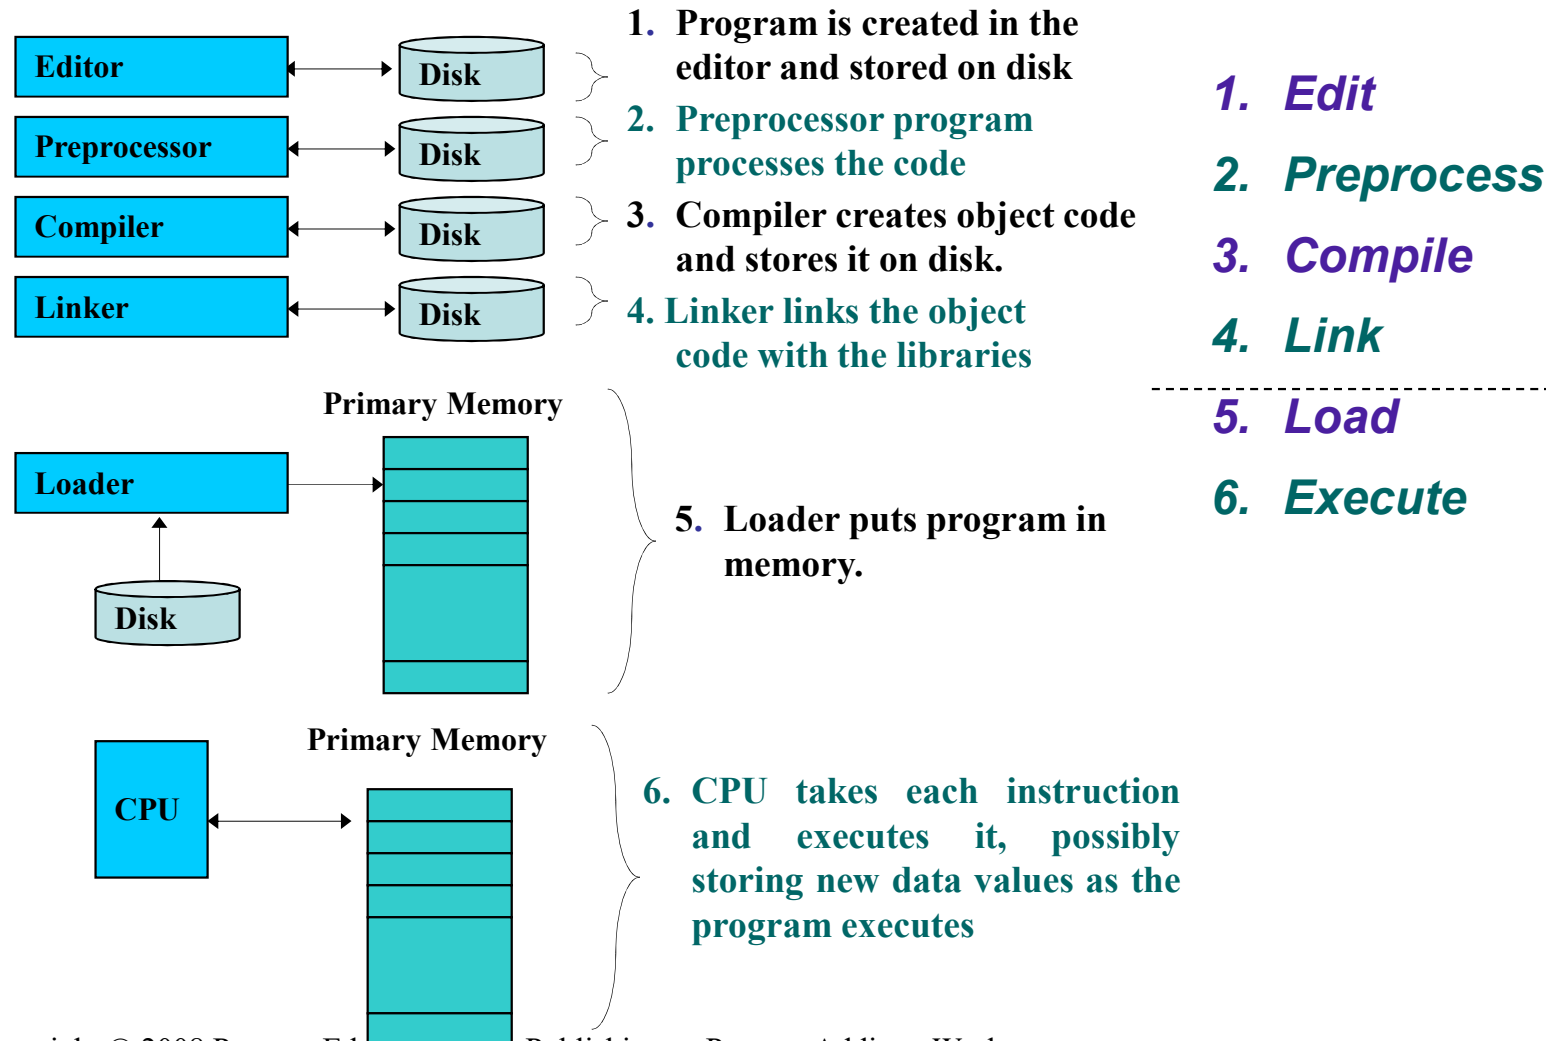 Editor
Disk
Preprocessor
Disk
Compiler
Disk
Linker
Disk
1. Program is created in the
editor and stored on disk
2. Preprocessor program
processes the code
3. Compiler creates object code
and stores it on disk.
4. Linker links the object
code with the libraries
1. Edit
2. Preprocess
3. Compile
4. Link
5. Load
6. Execute
Primary Memory
Loader
Disk
5. Loader puts program in
memory.
Primary Memory
CPU
6. CPU takes each instruction
and executes it, possibly
storing new data values as the
program executes
© 2008